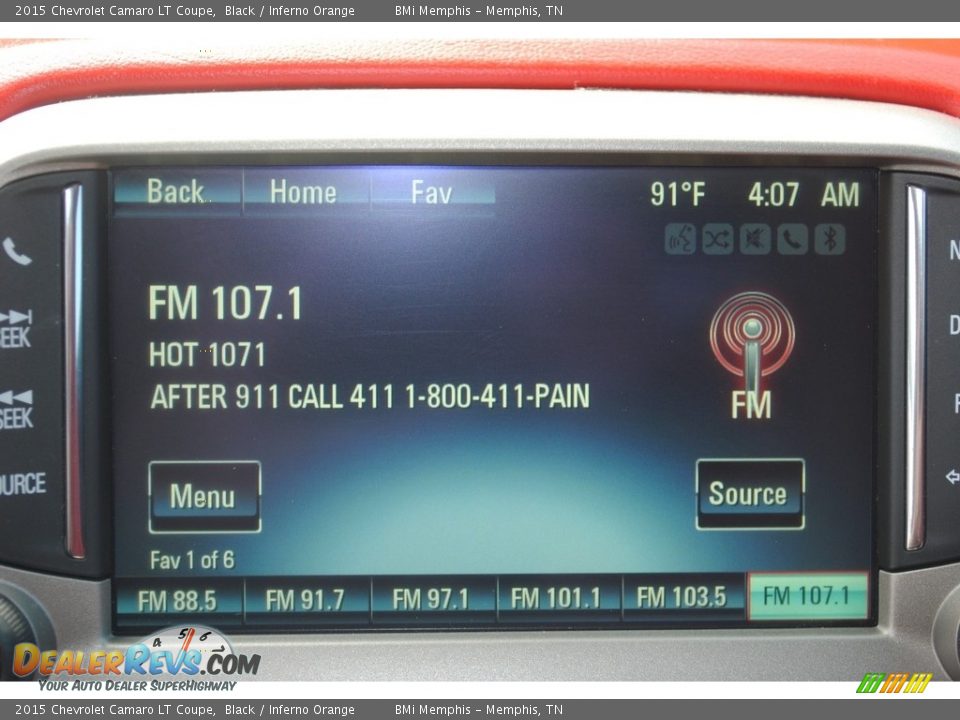 2015 Chevrolet Camaro LT Coupe, Black / Inferno Orange BMi Memphis – Memphis, TN
Back Home Fav 91°F 4:07 AM
FM 107.1
HOT 1071
AFTER 911 CALL 411 1-800-411-PAIN
FM
SEEK
SEEK
Menu
Source
Fav 1 of 6
FM 88.5 FM 91.7 FM 97.1 FM 101.1 FM 103.5 FM 107.1
4 5 6
DEALERREVS.COM
YOUR AUTO DEALER SUPERHIGHWAY
2015 Chevrolet Camaro LT Coupe, Black / Inferno Orange BMi Memphis – Memphis, TN